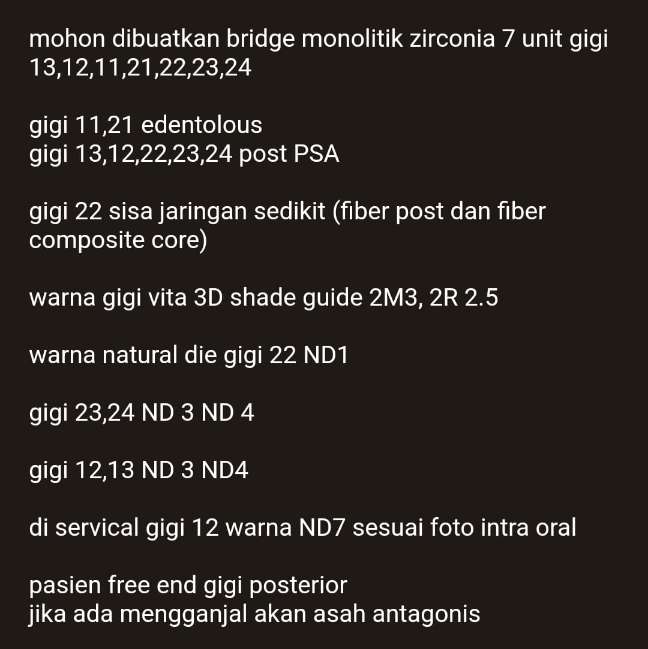 mohon dibuatkan bridge monolitik zirconia 7 unit gigi
13,12,11,21,22,23,24
gigi 11,21 edentolous
gigi 13,12,22,23,24 post PSA
gigi 22 sisa jaringan sedikit (fiber post dan fiber
composite core)
warna gigi vita 3D shade guide 2M3, 2R 2.5
warna natural die gigi 22 ND1
gigi 23,24 ND 3 ND 4
gigi 12,13 ND 3 ND4
di servical gigi 12 warna ND7 sesuai foto intra oral
pasien free end gigi posterior
jika ada mengganjal akan asah antagonis